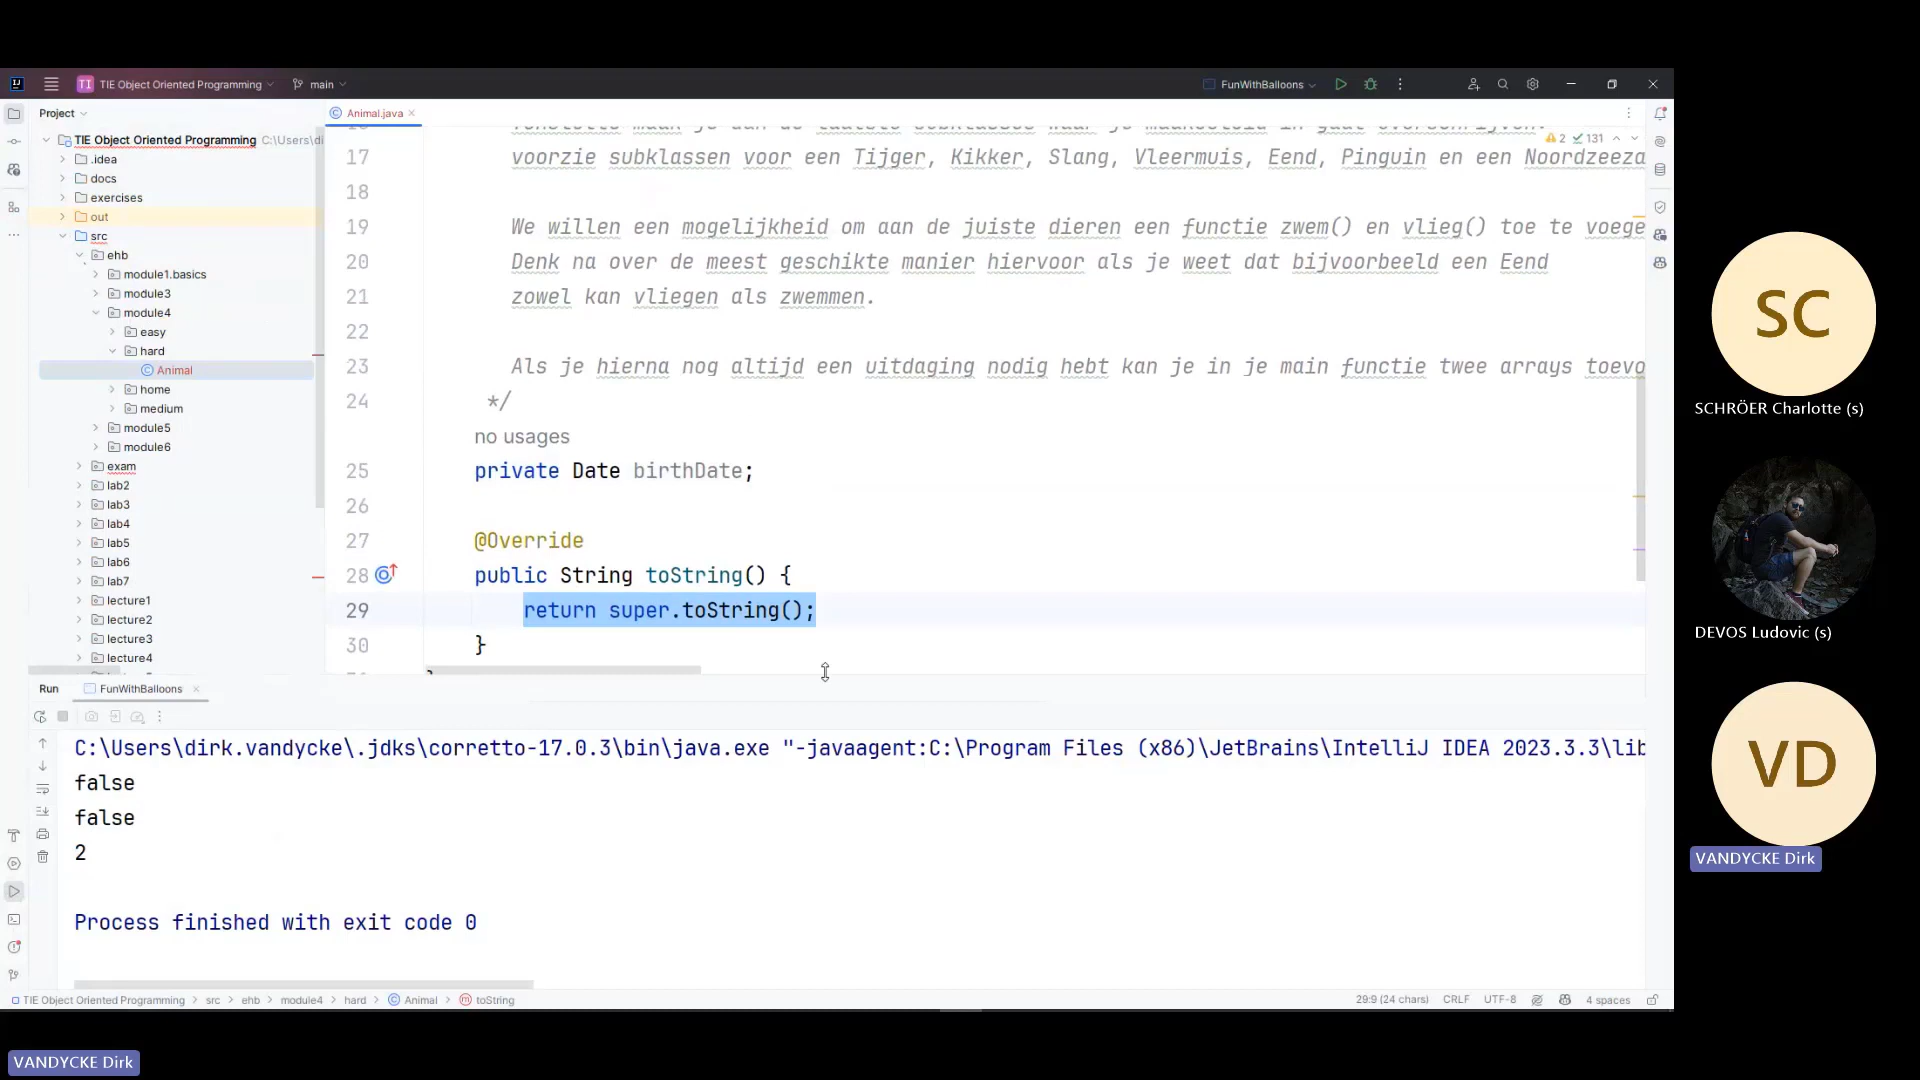 TI TIE Object Oriented Programming main FunWithBalloons
Project
Animal.java
TIE Object Oriented Programming C:\Users\di
.idea
docs
exercises
out
src
ehb
module1.basics
module3
module4
easy
hard
Animal
home
medium
module5
module6
exam
lab2
lab3
lab4
lab5
lab6
lab7
lecture1
lecture2
lecture3
lecture4
2 131
17 voorzie subklassen voor een Tijger, Kikker, Slang, Vleermuis, Eend, Pinguin en een Noordzeeza
18
19 We willen een mogelijkheid om aan de juiste dieren een functie zwem() en vlieg() toe te voege
20 Denk na over de meest geschikte manier hiervoor als je weet dat bijvoorbeeld een Eend
21 zowel kan vliegen als zwemmen.
22
23 Als je hierna nog altijd een uitdaging nodig hebt kan je in je main functie twee arrays toevo
24 */
no usages
25 private Date birthDate;
26
27 @Override
28 public String toString() {
29 return super.toString();
30 }
Run FunWithBalloons
C:\Users\dirk.vandycke\.jdks\corretto-17.0.3\bin\java.exe "-javaagent:C:\Program Files (x86)\JetBrains\IntelliJ IDEA 2023.3.3\lib
false
false
2
Process finished with exit code 0
TIE Object Oriented Programming > src > ehb > module4 > hard > Animal > toString
29:9 (24 chars) CRLF UTF-8 4 spaces
SC
SCHRÖER Charlotte (s)
DEVOS Ludovic (s)
VD
VANDYCKE Dirk
VANDYCKE Dirk